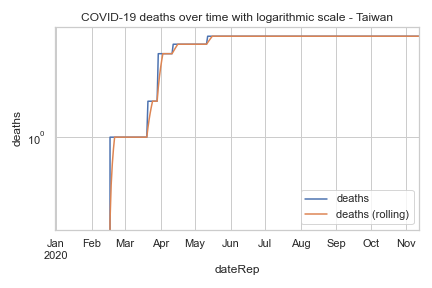 COVID-19 deaths over time with logarithmic scale - Taiwan
deaths
10⁰
deaths
deaths (rolling)
Jan Feb Mar Apr May Jun Jul Aug Sep Oct Nov
2020
dateRep